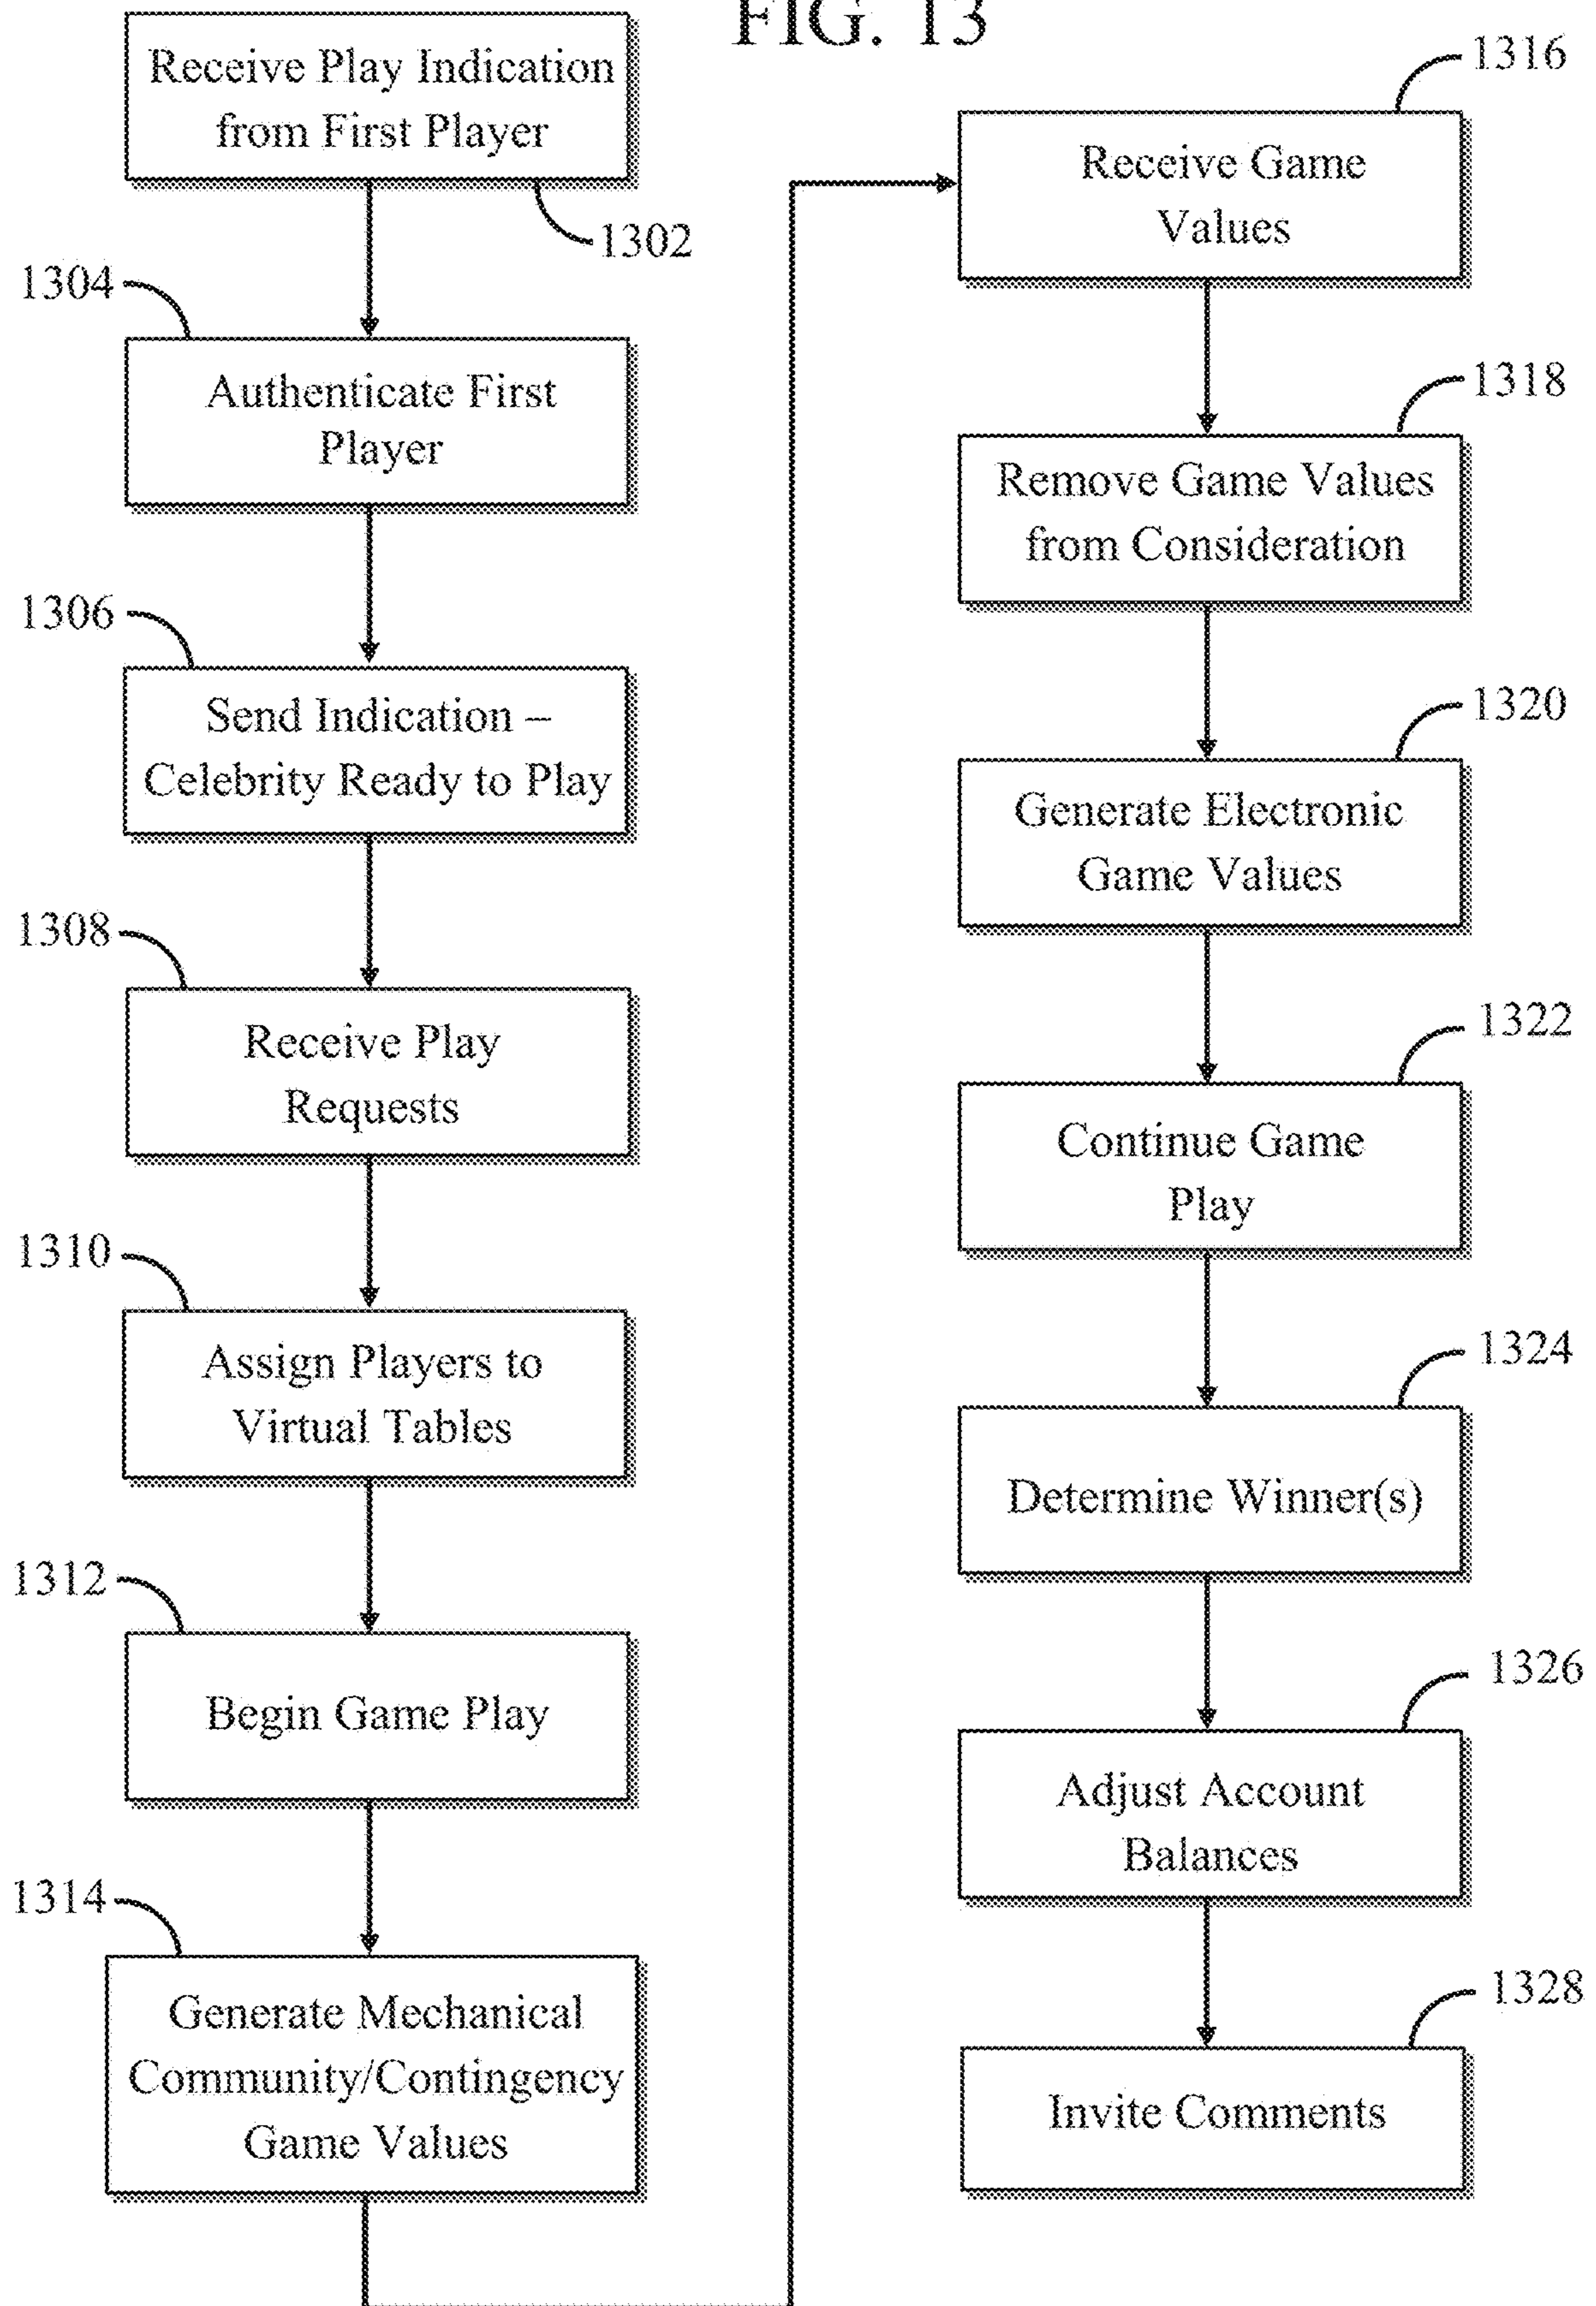 FIG. 13
Receive Play Indication
from First Player
1302
1304
Authenticate First
Player
1306
Send Indication –
Celebrity Ready to Play
1308
Receive Play
Requests
1310
Assign Players to
Virtual Tables
1312
Begin Game Play
1314
Generate Mechanical
Community/Contingency
Game Values
1316
Receive Game
Values
1318
Remove Game Values
from Consideration
1320
Generate Electronic
Game Values
1322
Continue Game
Play
1324
Determine Winner(s)
1326
Adjust Account
Balances
1328
Invite Comments